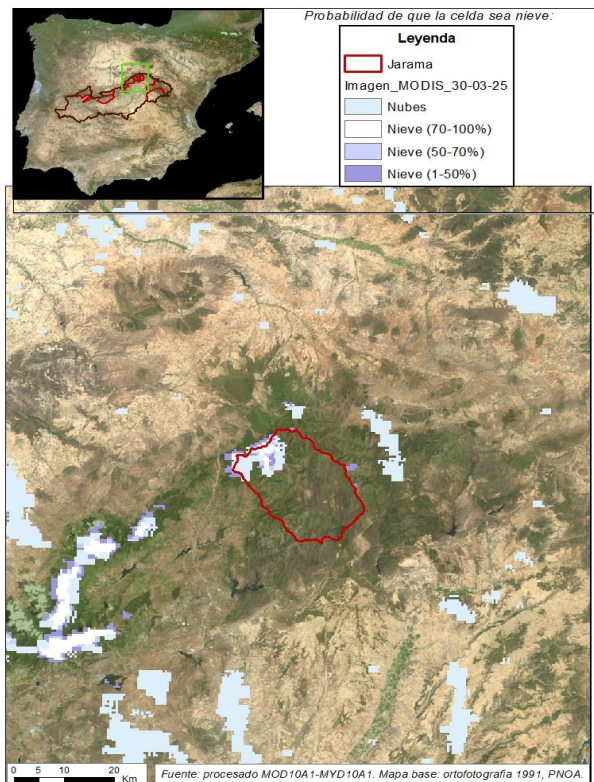 Probabilidad de que la celda sea nieve:
Leyenda
Jarama
Imagen_MODIS_30-03-25
Nubes
Nieve (70-100%)
Nieve (50-70%)
Nieve (1-50%)
0 5 10 20
Km
Fuente: procesado MOD10A1-MYD10A1. Mapa base: ortofotografía 1991, PNOA.